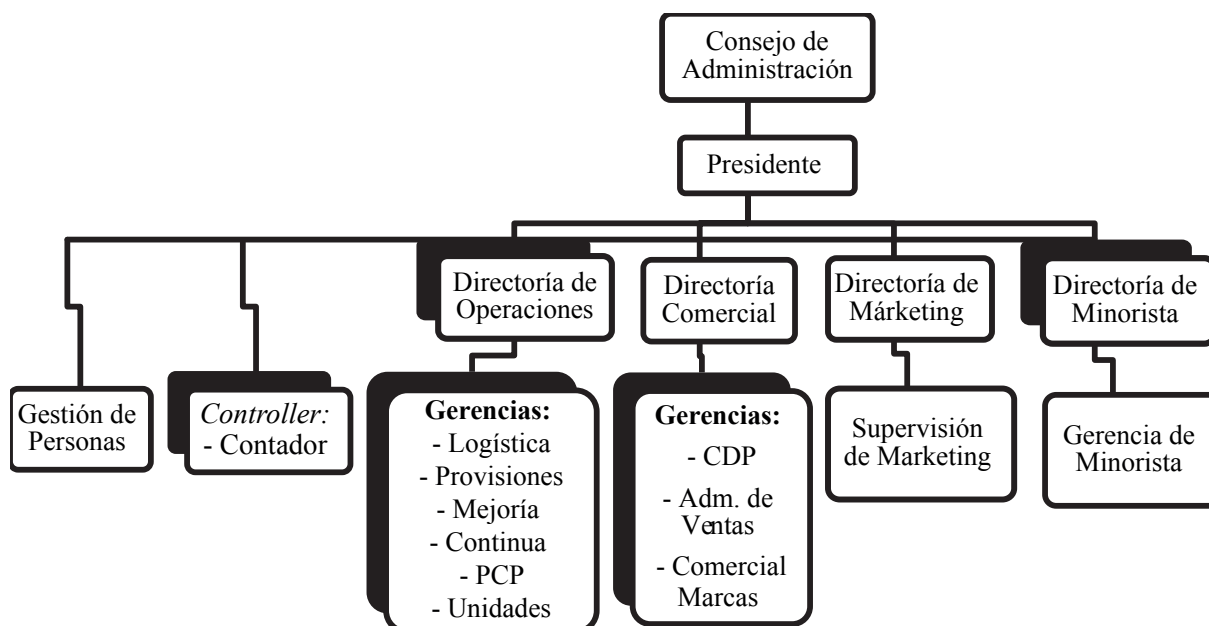 Consejo de
Administración
Presidente
Directoría de
Operaciones
Directoría
Comercial
Directoría de
Márketing
Directoría de
Minorista
Gestión de
Personas
Controller:
- Contador
Gerencias:
- Logística
- Provisiones
- Mejoría
- Continua
- PCP
- Unidades
Gerencias:
- CDP
- Adm. de
Ventas
- Comercial
Marcas
Supervisión
de Marketing
Gerencia de
Minorista